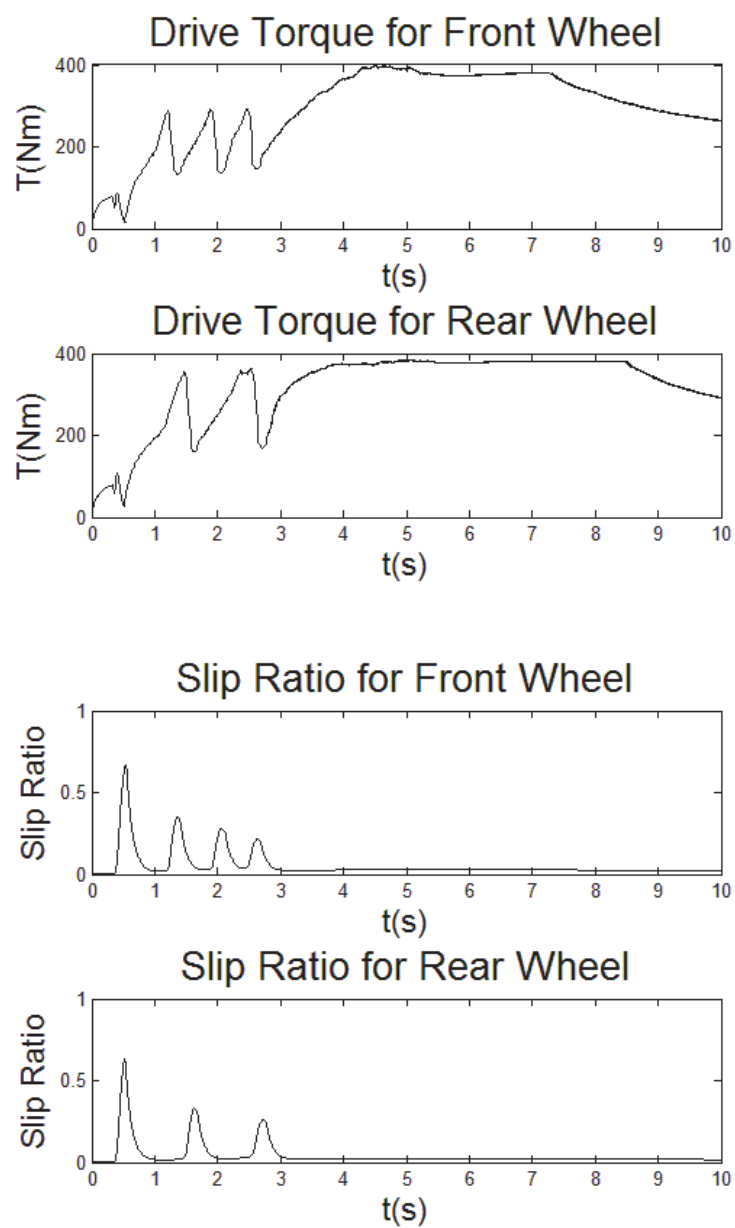 Drive Torque for Front Wheel
400
200
0
T(Nm)
0 1 2 3 4 5 6 7 8 9 10
t(s)
Drive Torque for Rear Wheel
400
200
0
T(Nm)
0 1 2 3 4 5 6 7 8 9 10
t(s)
Slip Ratio for Front Wheel
1
0.5
0
Slip Ratio
0 1 2 3 4 5 6 7 8 9 10
t(s)
Slip Ratio for Rear Wheel
1
0.5
0
Slip Ratio
0 1 2 3 4 5 6 7 8 9 10
t(s)